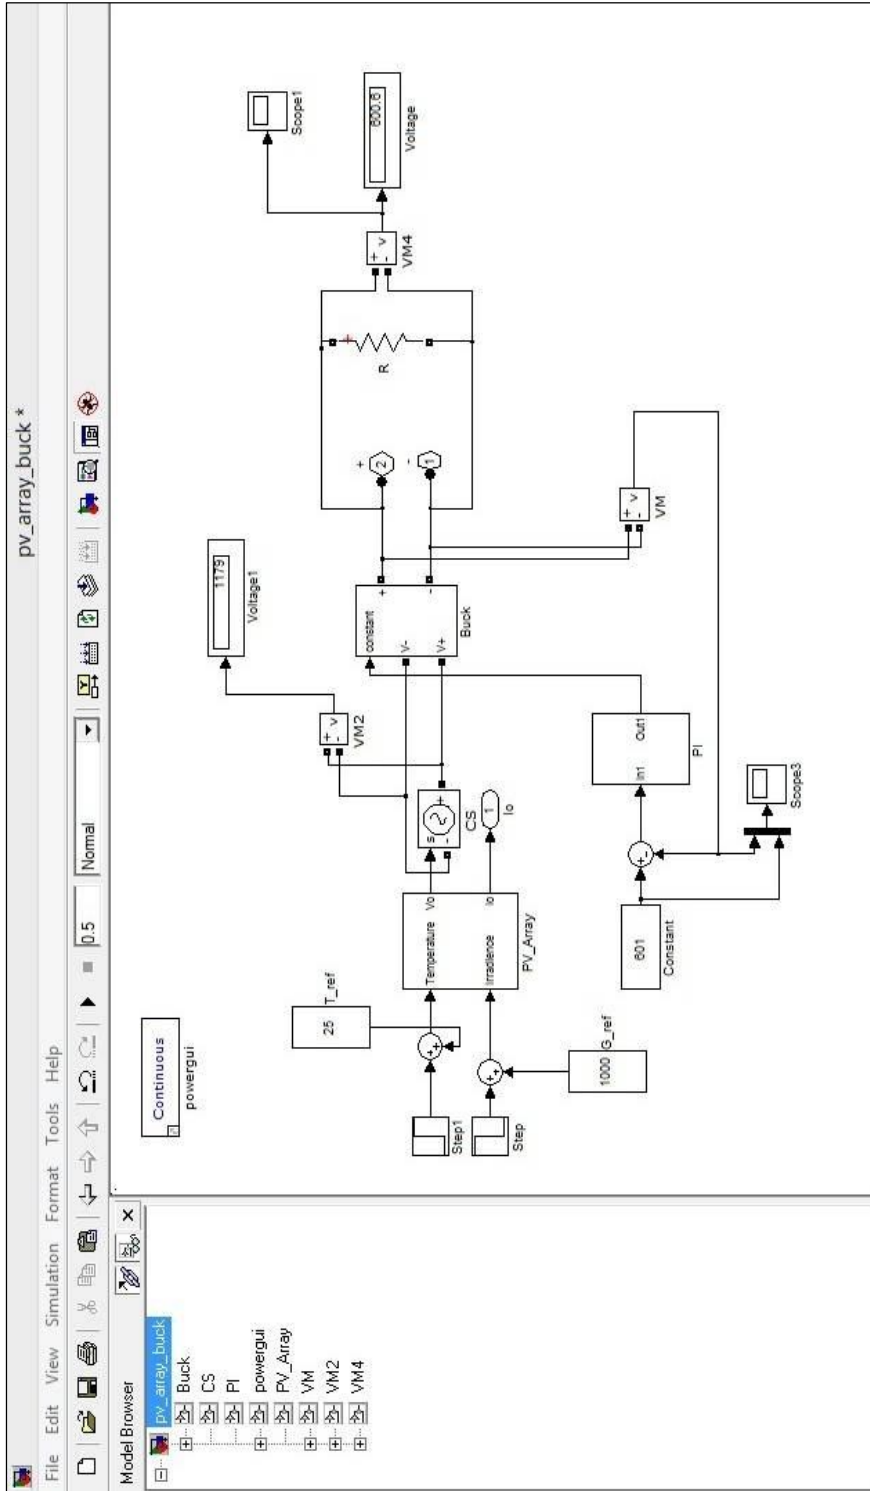 pv_array_buck *
File Edit View Simulation Format Tools Help
0.5 Normal
Model Browser
pv_array_buck
Buck
CS
PI
powergui
PV_Array
VM
VM2
VM4
Continuous
powergui
Scope1
600.6
Voltage
+ - v
VM4
R
+
2
-
1
1179
Voltage1
+ - v
VM2
constant
V-
V+
+
-
Buck
+ - v
VM
s
+
-
CS
1
Io
Temperature
Irradience
Vo
Io
PV_Array
25
T_ref
1000
G_ref
Step1
Step
In1
Out1
PI
601
Constant
Scope3